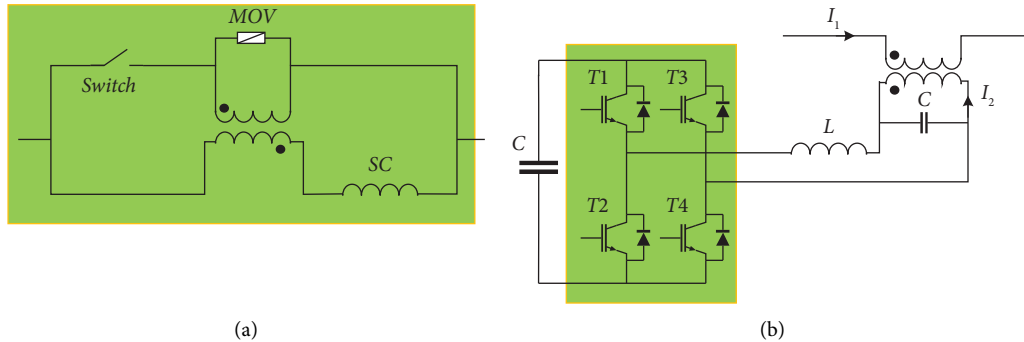 MOV
Switch
SC
(a)
I₁
T1 T3
C
I₂
C
L
T2 T4
(b)